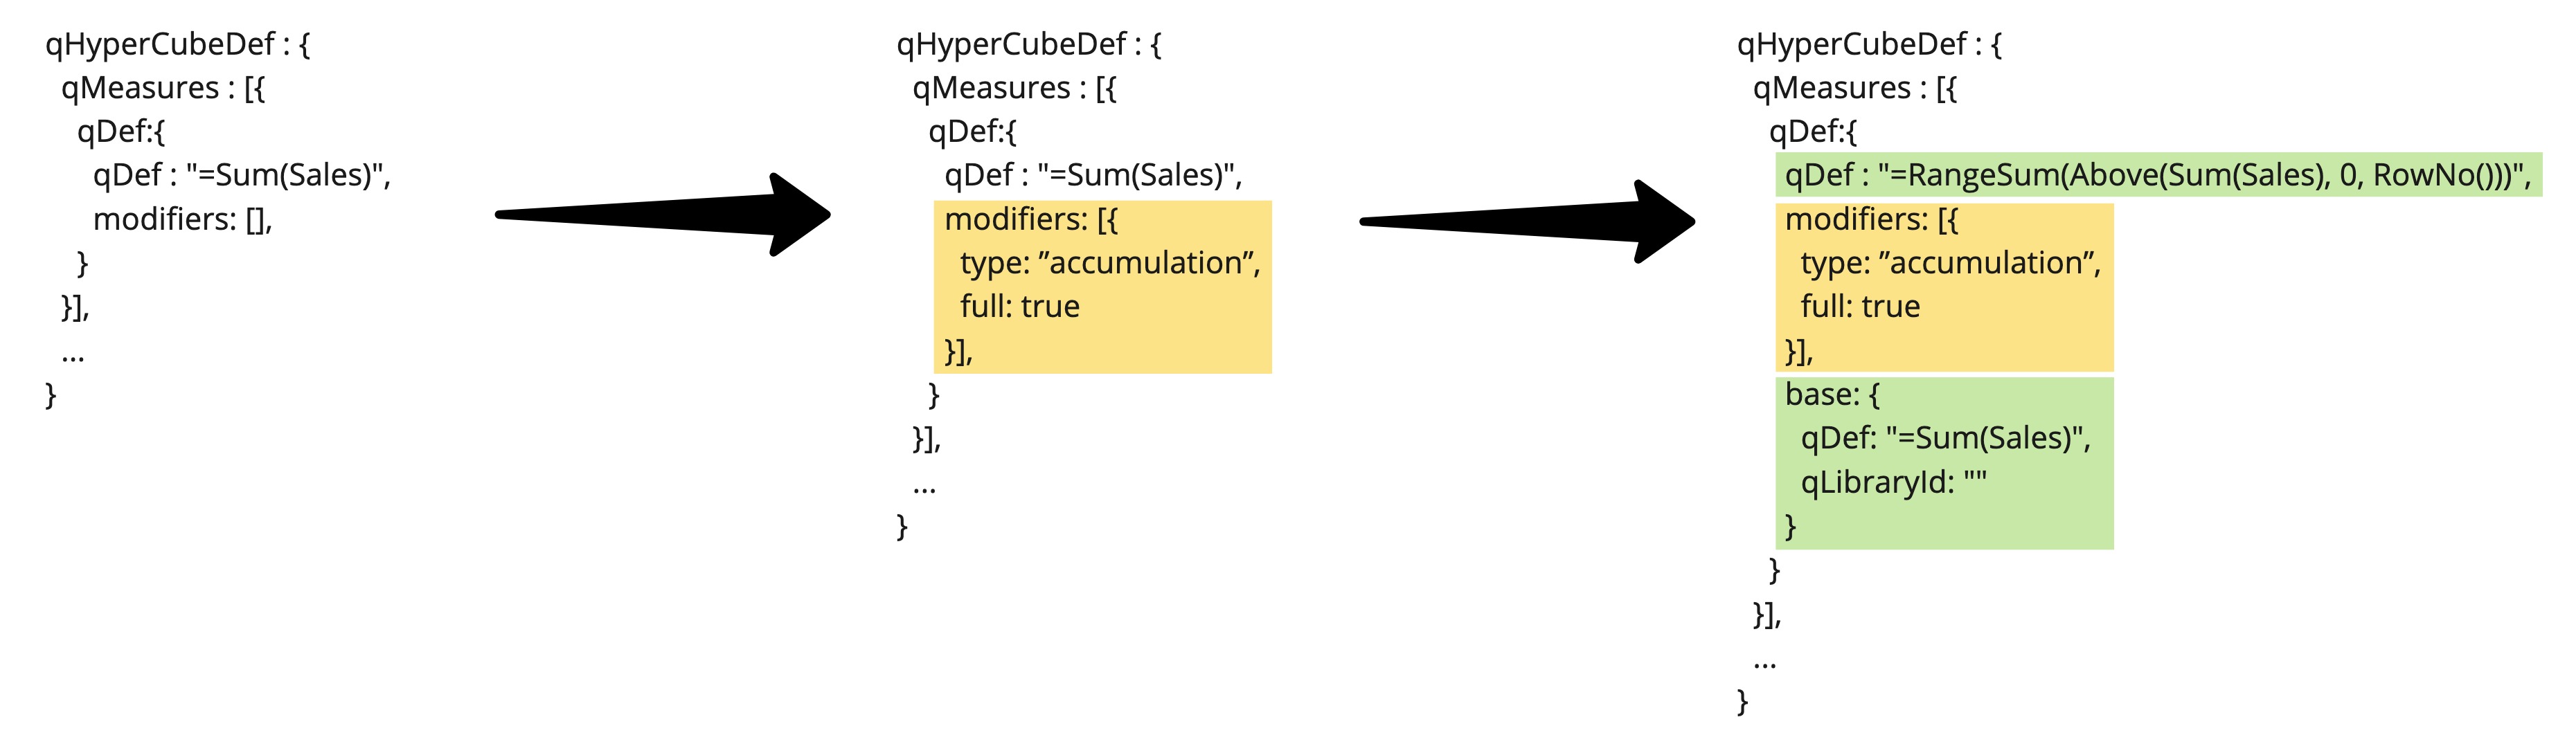 qHyperCubeDef : {
qMeasures : [{
qDef:{
qDef : "=Sum(Sales)",
modifiers: [],
}
}],
...
}
qHyperCubeDef : {
qMeasures : [{
qDef:{
qDef : "=Sum(Sales)",
modifiers: [{
type: ”accumulation”,
full: true
}],
}
}],
...
}
qHyperCubeDef : {
qMeasures : [{
qDef:{
qDef : "=RangeSum(Above(Sum(Sales), 0, RowNo()))",
modifiers: [{
type: ”accumulation”,
full: true
}],
base: {
qDef: "=Sum(Sales)",
qLibraryId: ""
}
}
}],
...
}